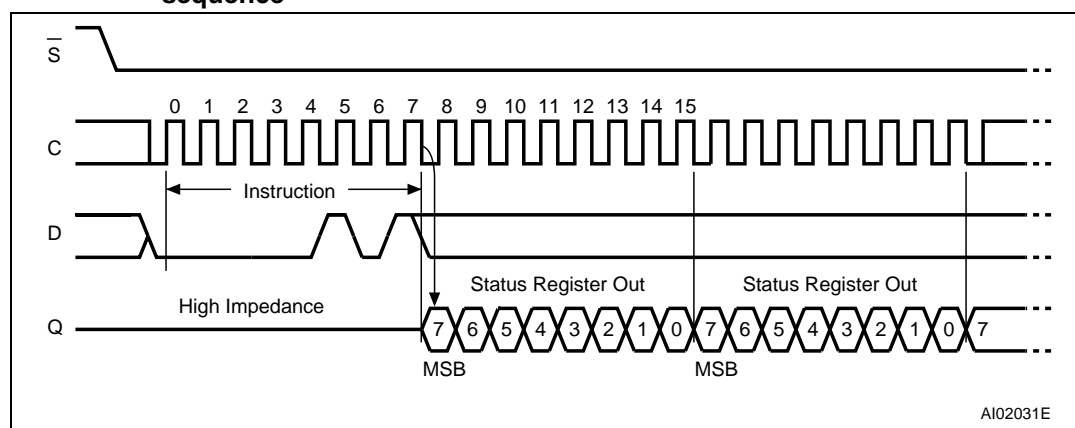 sequence
S
0 1 2 3 4 5 6 7 8 9 10 11 12 13 14 15
C
Instruction
D
Status Register Out Status Register Out
High Impedance
Q 7 6 5 4 3 2 1 0 7 6 5 4 3 2 1 0 7
MSB MSB
AI02031E